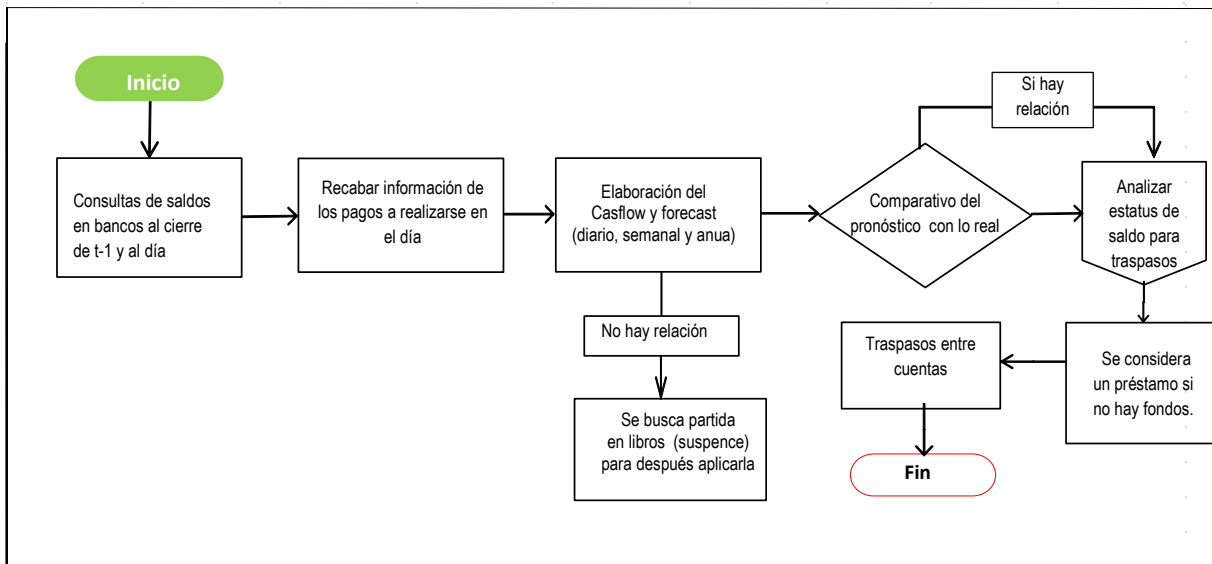 Inicio
Consultas de saldos
en bancos al cierre
de t-1 y al día
Recabar información de
los pagos a realizarse en
el día
Elaboración del
Casflow y forecast
(diario, semanal y anua)
No hay relación
Se busca partida
en libros (suspence)
para después aplicarla
Comparativo del
pronóstico con lo real
Si hay
relación
Analizar
estatus de
saldo para
traspasos
Se considera
un préstamo si
no hay fondos.
Traspasos entre
cuentas
Fin